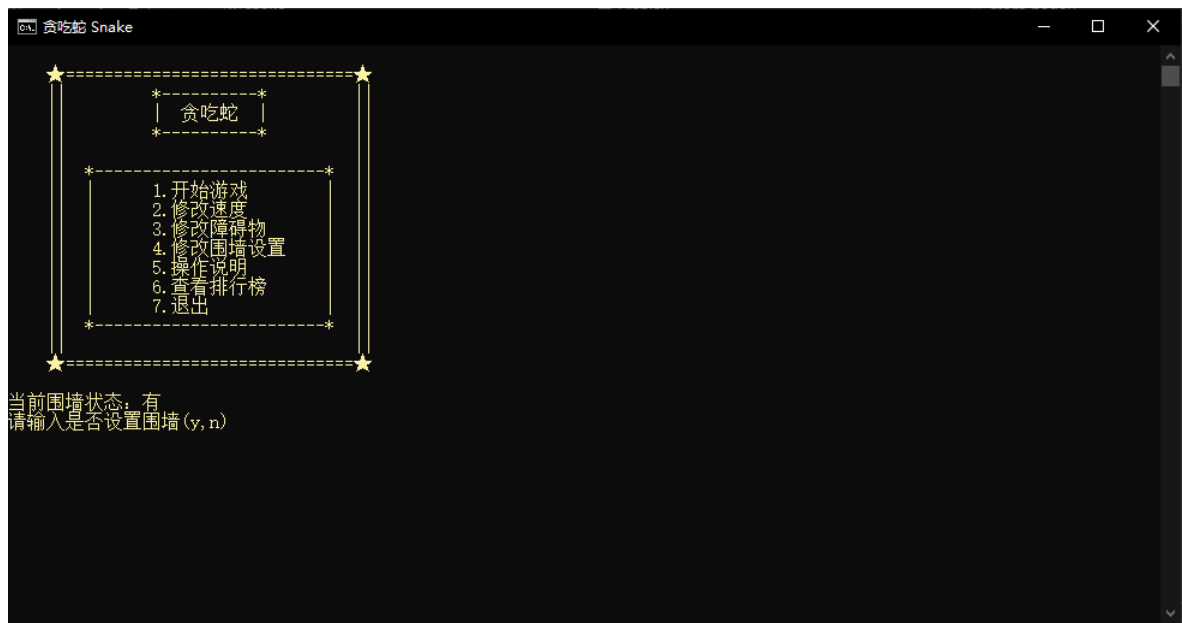 贪吃蛇 Snake
★==============================★
*----------*
| 贪吃蛇 |
*----------*
*------------------------*
1.开始游戏
2.修改速度
3.修改障碍物
4.修改围墙设置
5.操作说明
6.查看排行榜
7.退出
*------------------------*
★==============================★
当前围墙状态：有
请输入是否设置围墙(y,n)